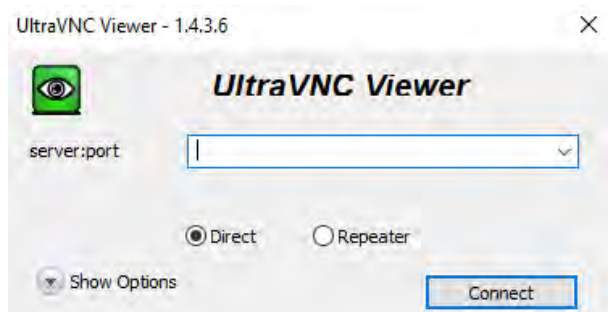 UltraVNC Viewer - 1.4.3.6
UltraVNC Viewer
server:port
Direct Repeater
Show Options
Connect